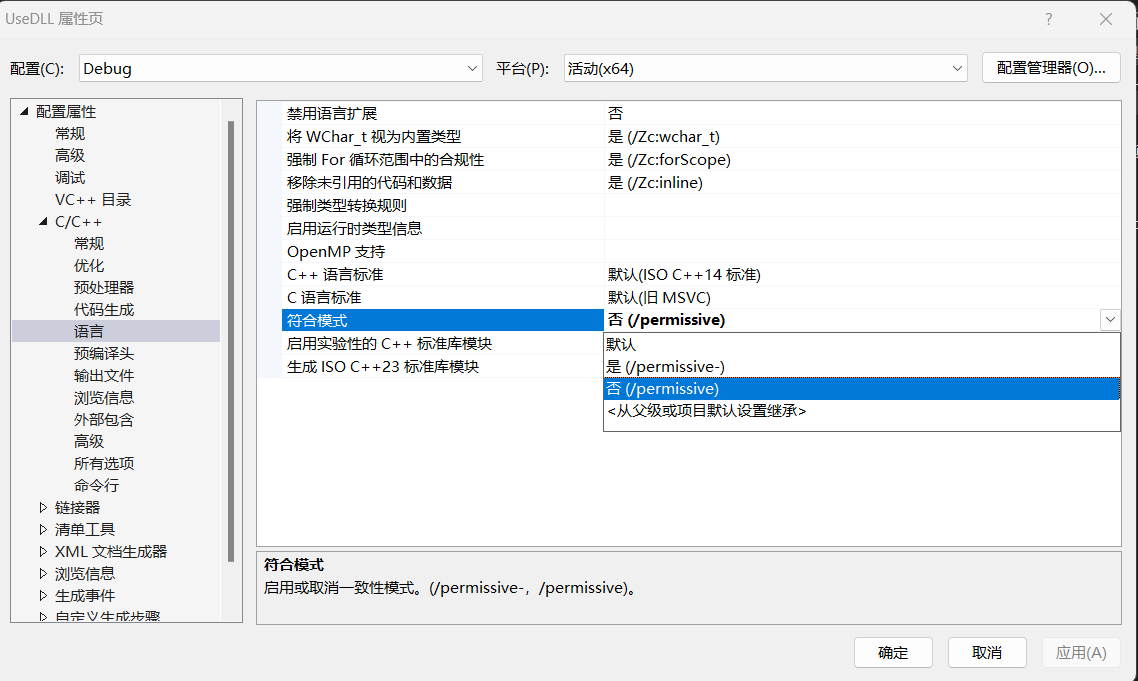 UseDLL 属性页
配置(C): Debug 平台(P): 活动(x64) 配置管理器(O)...
配置属性
常规
高级
调试
VC++ 目录
C/C++
常规
优化
预处理器
代码生成
语言
预编译头
输出文件
浏览信息
外部包含
高级
所有选项
命令行
链接器
清单工具
XML 文档生成器
浏览信息
生成事件
自定义生成步骤
禁用语言扩展 否
将 WChar_t 视为内置类型 是 (/Zc:wchar_t)
强制 For 循环范围中的合规性 是 (/Zc:forScope)
移除未引用的代码和数据 是 (/Zc:inline)
强制类型转换规则
启用运行时类型信息
OpenMP 支持
C++ 语言标准 默认(ISO C++14 标准)
C 语言标准 默认(旧 MSVC)
符合模式 否 (/permissive)
启用实验性的 C++ 标准库模块
生成 ISO C++23 标准库模块
默认
是 (/permissive-)
否 (/permissive)
<从父级或项目默认设置继承>
符合模式
启用或取消一致性模式。(/permissive-，/permissive)。
确定 取消 应用(A)